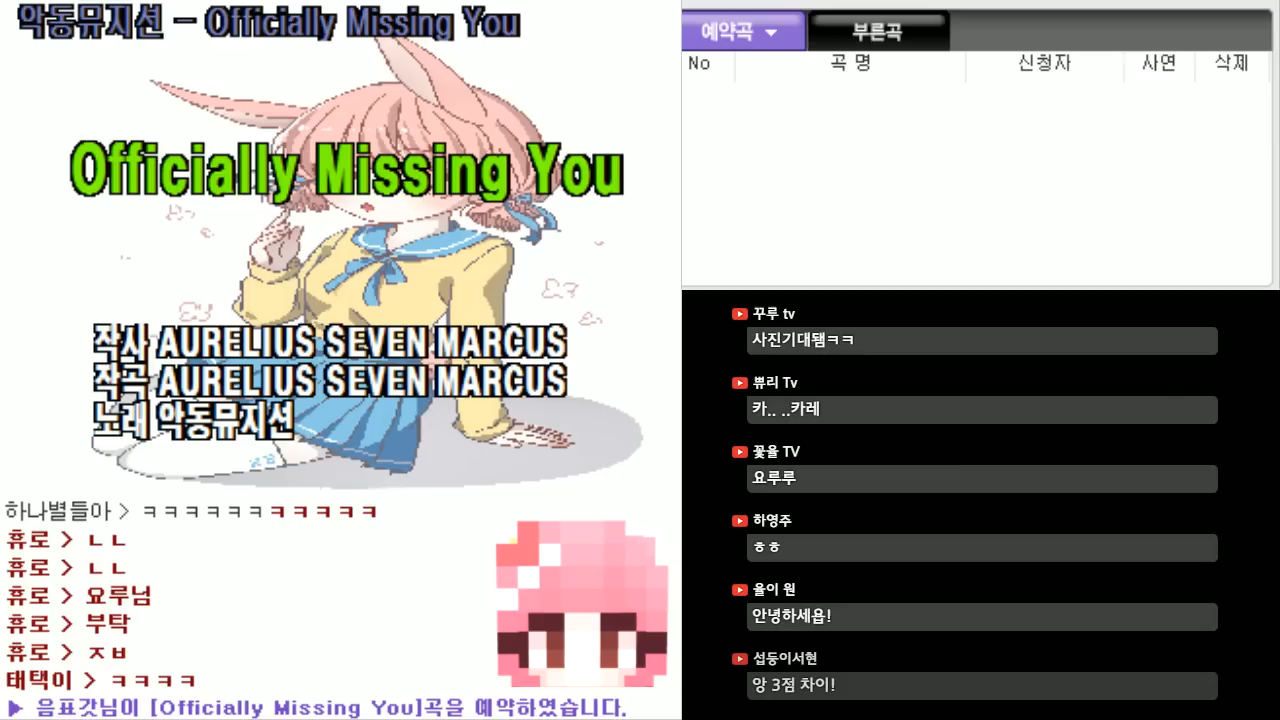 악동뮤지션 - Officially Missing You
Officially Missing You
작사 AURELIUS SEVEN MARCUS
작곡 AURELIUS SEVEN MARCUS
노래 악동뮤지션
하나별들아 > ㅋㅋㅋㅋㅋㅋㅋㅋㅋㅋㅋ
휴로 > ㄴㄴ
휴로 > ㄴㄴ
휴로 > 요루님
휴로 > 부탁
휴로 > ㅈㅂ
태택이 > ㅋㅋㅋㅋ
▶ 음표갓님이 [Officially Missing You]곡을 예약하였습니다.
예약곡 ▼ 부른곡
No 곡 명 신청자 사연 삭제
꾸루 tv
사진기대됌ㅋㅋ
쀼리 Tv
카.. ..카레
꽃율 TV
요루루
하영주
ㅎㅎ
율이 원
안녕하세욥!
섭둥이서현
앙 3점 차이!